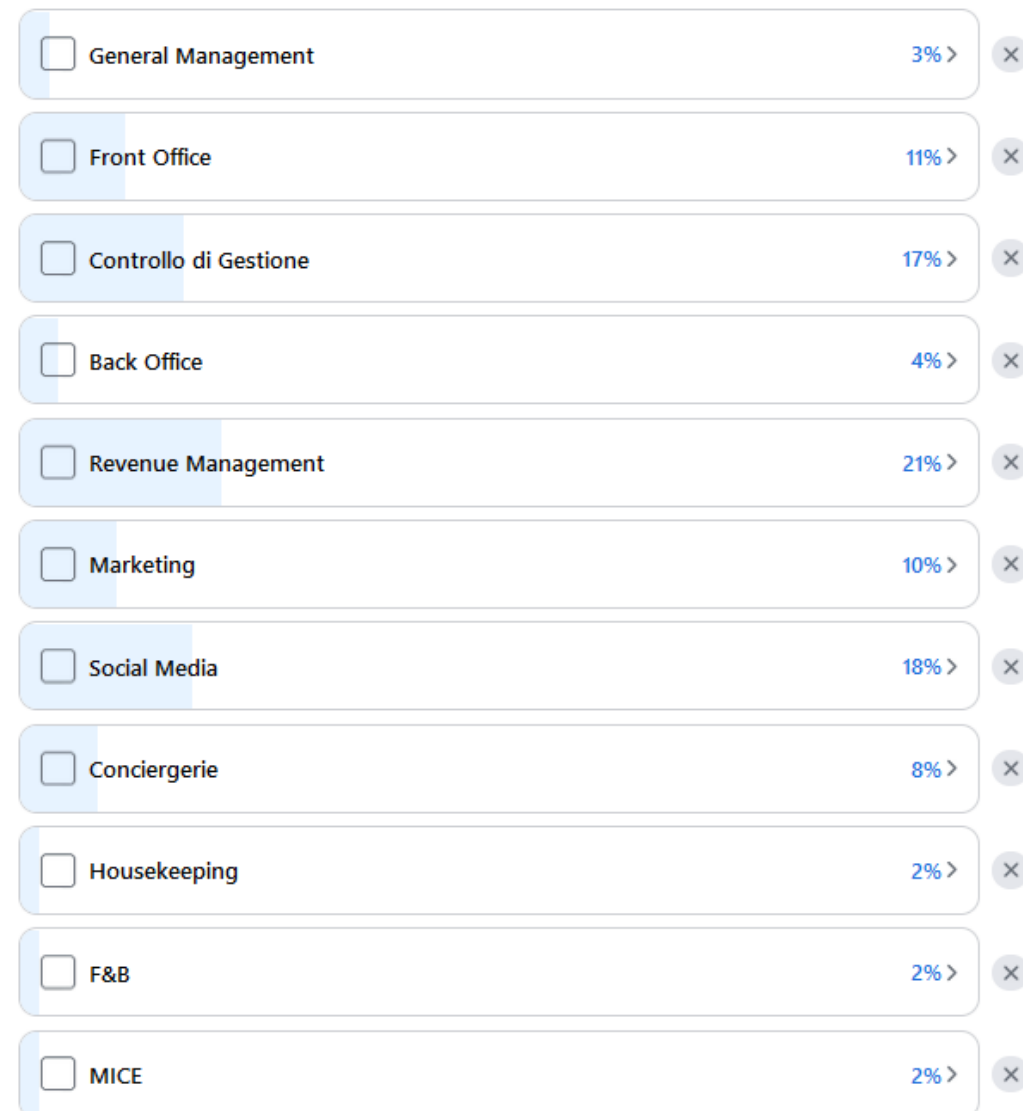 General Management 3%
Front Office 11%
Controllo di Gestione 17%
Back Office 4%
Revenue Management 21%
Marketing 10%
Social Media 18%
Conciergerie 8%
Housekeeping 2%
F&B 2%
MICE 2%